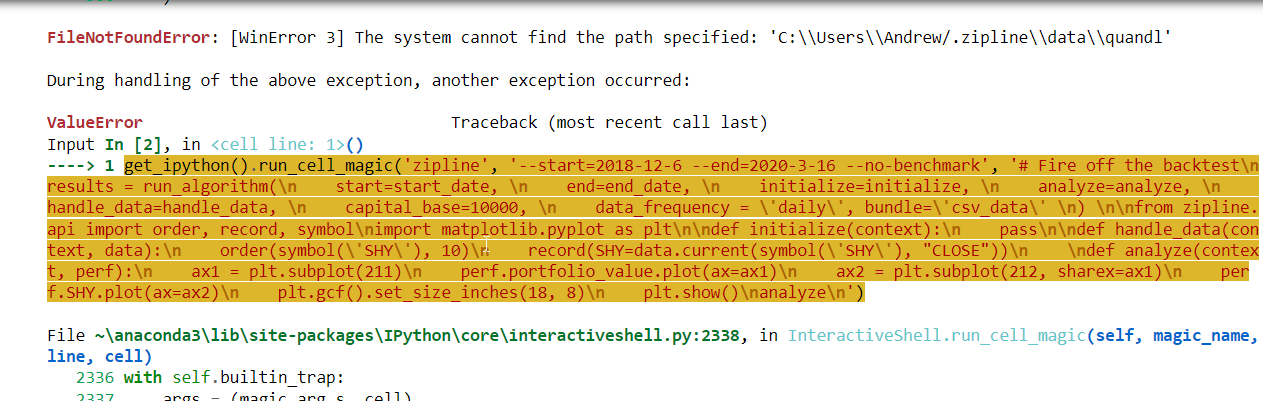 FileNotFoundError: [WinError 3] The system cannot find the path specified: 'C:\\Users\\Andrew/.zipline\\data\\quandl'
During handling of the above exception, another exception occurred:
ValueError                                Traceback (most recent call last)
Input In [2], in <cell line: 1>()
----> 1 get_ipython().run_cell_magic('zipline', '--start=2018-12-6 --end=2020-3-16 --no-benchmark', '# Fire off the backtest\n
results = run_algorithm(\n    start=start_date, \n    end=end_date, \n    initialize=initialize, \n    analyze=analyze, \n
handle_data=handle_data, \n    capital_base=10000, \n    data_frequency = \'daily\', bundle=\'csv_data\' \n) \n\nfrom zipline.
api import order, record, symbol\nimport matplotlib.pyplot as plt\n\ndef initialize(context):\n    pass\n\ndef handle_data(con
text, data):\n    order(symbol(\'SHY\'), 10)\n    record(SHY=data.current(symbol(\'SHY\'), "CLOSE"))\n    \ndef analyze(contex
t, perf):\n    ax1 = plt.subplot(211)\n    perf.portfolio_value.plot(ax=ax1)\n    ax2 = plt.subplot(212, sharex=ax1)\n    per
f.SHY.plot(ax=ax2)\n    plt.gcf().set_size_inches(18, 8)\n    plt.show()\nanalyze\n')
File ~\anaconda3\lib\site-packages\IPython\core\interactiveshell.py:2338, in InteractiveShell.run_cell_magic(self, magic_name,
line, cell)
2336 with self.builtin_trap:
2337     args = (magic_arg_s, cell)